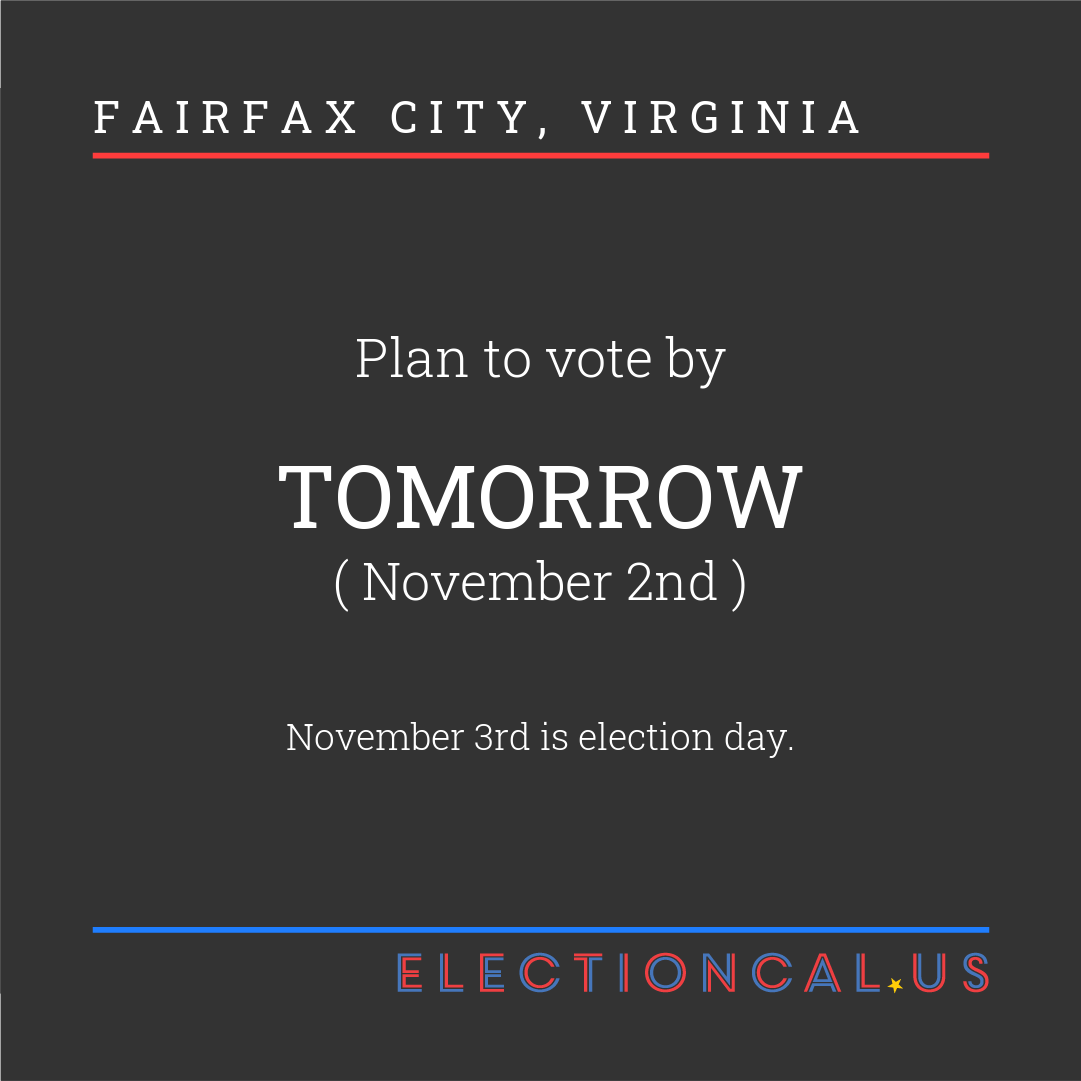 FAIRFAX CITY, VIRGINIA
Plan to vote by
TOMORROW
( November 2nd )
November 3rd is election day.
ELECTIONCAL.US